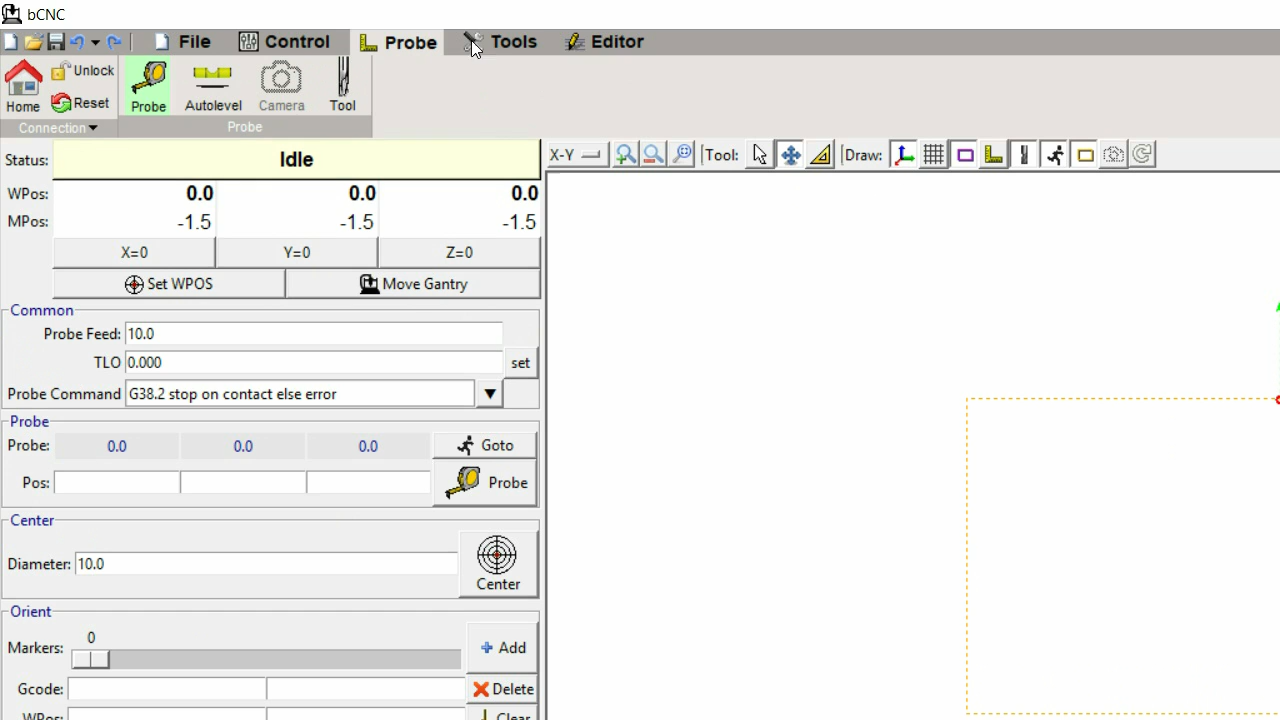 bCNC
File Control Probe Tools Editor
Home Unlock Reset Probe Autolevel Camera Tool
Connection Probe
Status: Idle X-Y Tool: Draw:
WPos: 0.0 0.0 0.0
MPos: -1.5 -1.5 -1.5
X=0 Y=0 Z=0
Set WPOS Move Gantry
Common
Probe Feed: 10.0
TLO 0.000 set
Probe Command G38.2 stop on contact else error
Probe
Probe: 0.0 0.0 0.0 Goto
Pos: Probe
Center
Diameter: 10.0 Center
Orient
Markers: 0 Add
Gcode: Delete
WPos: Clear